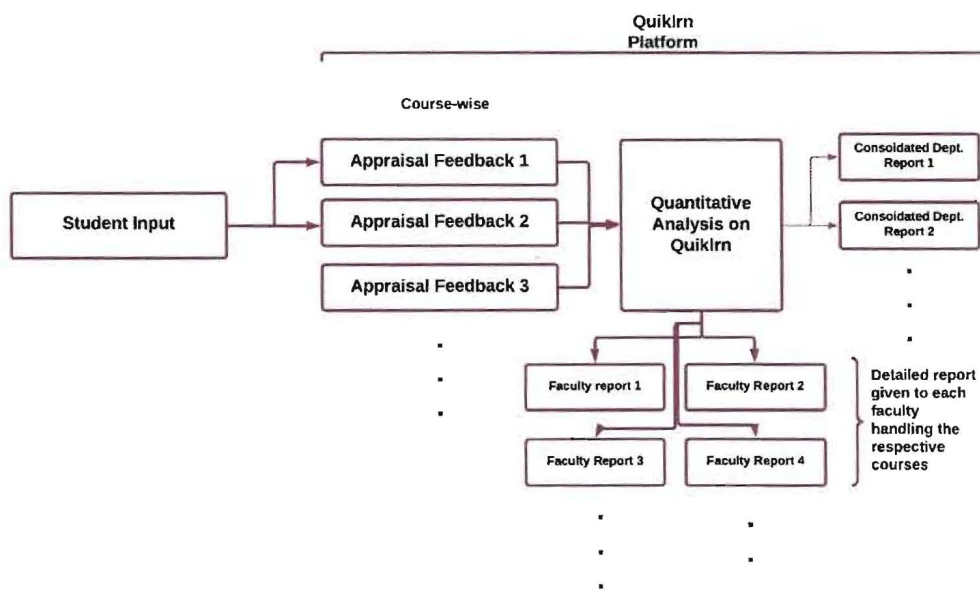 Quiklrn
Platform
Course-wise
Student Input
Appraisal Feedback 1
Appraisal Feedback 2
Appraisal Feedback 3
Quantitative
Analysis on
Quiklrn
Consoidated Dept.
Report 1
Consoidated Dept.
Report 2
Faculty report 1
Faculty Report 2
Faculty Report 3
Faculty Report 4
Detailed report
given to each
faculty
handling the
respective
courses